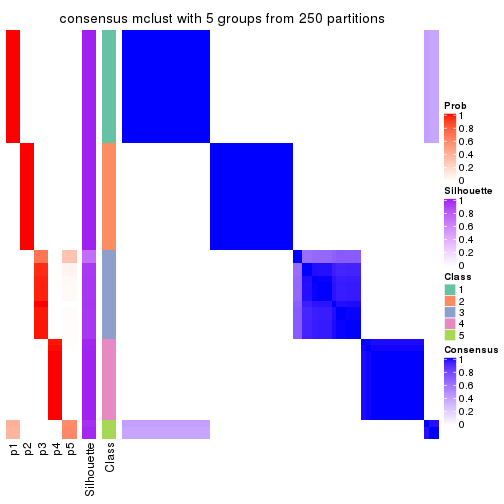 consensus mclust with 5 groups from 250 partitions
Prob
1
0.8
0.6
0.4
0.2
0
Silhouette
1
0.8
0.6
0.4
0.2
0
Class
1
2
3
4
5
Consensus
1
0.8
0.6
0.4
0.2
0
p1
p2
p3
p4
p5
Silhouette
Class